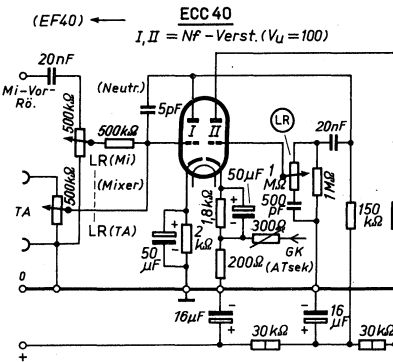 (EF40) ←
ECC 40
I, II = Nf-Verst. (Vu = 100)
20nF
Mi-Vor-
Rö.
(Neutr.)
5pF
I
II
500kΩ
500kΩ
LR(Mi)
(Mixer)
500kΩ
TA
LR(TA)
LR
20nF
1
MΩ
1MΩ
500
pF
50μF
1,8kΩ
300Ω
GK
(ATsek)
150
kΩ
50
μF
2
kΩ
200Ω
0
16μF
16
μF
30kΩ
30kΩ
+